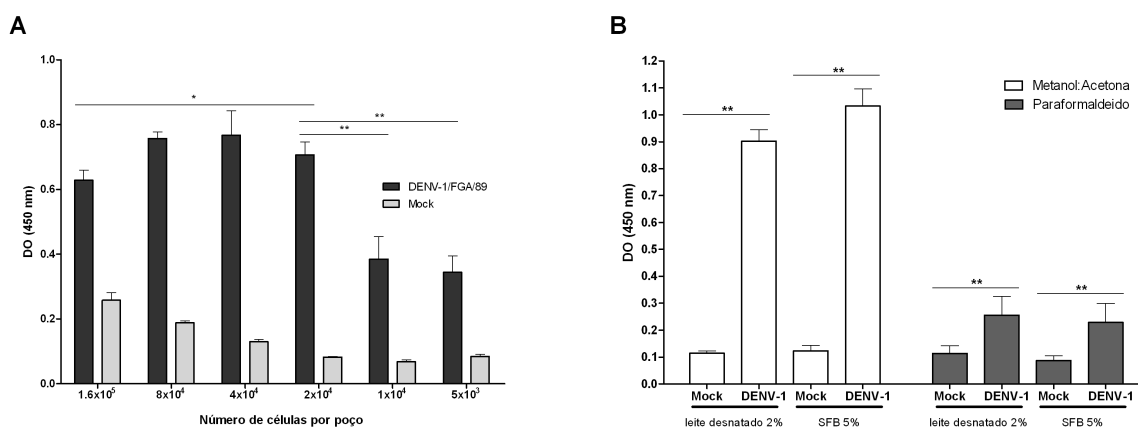 A
1.0
0.8
0.6
0.4
0.2
0.0
DO (450 nm)
*
**
**
DENV-1/FGA/89
Mock
1.6x10⁵ 8x10⁴ 4x10⁴ 2x10⁴ 1x10⁴ 5x10³
Número de células por poço
B
1.2
1.1
1.0
0.9
0.8
0.7
0.6
0.5
0.4
0.3
0.2
0.1
0.0
DO (450 nm)
**
**
**
**
Metanol:Acetona
Paraformaldeido
Mock DENV-1 Mock DENV-1 Mock DENV-1 Mock DENV-1
leite desnatado 2% SFB 5% leite desnatado 2% SFB 5%